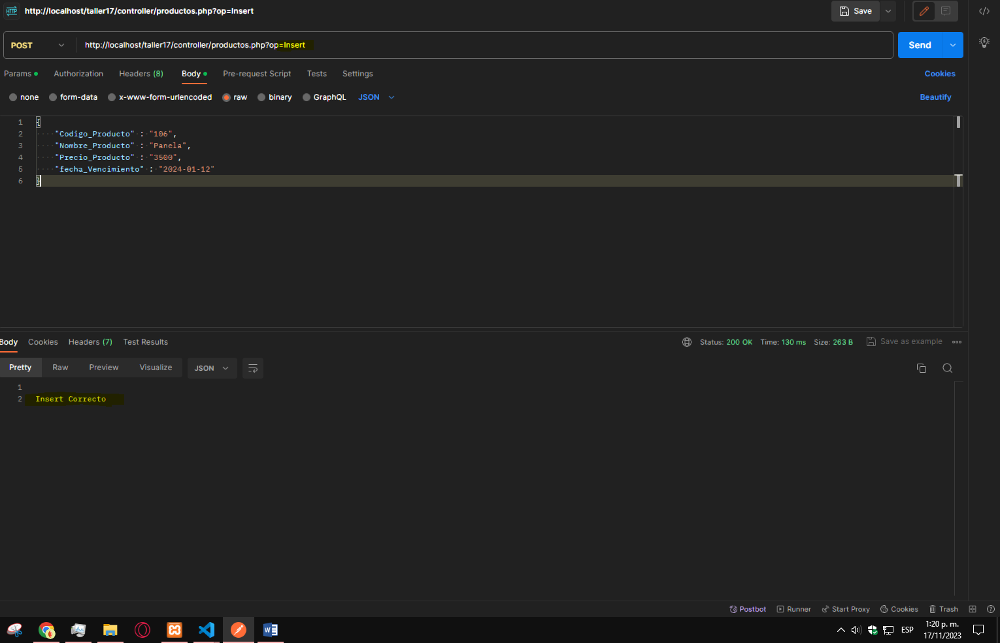 HTTP http://localhost/taller17/controller/productos.php?op=Insert Save
POST http://localhost/taller17/controller/productos.php?op=Insert Send
Params Authorization Headers (8) Body Pre-request Script Tests Settings Cookies
none form-data x-www-form-urlencoded raw binary GraphQL JSON Beautify
1 {
2 "Codigo_Producto" : "106",
3 "Nombre_Producto" : "Panela",
4 "Precio_Producto" : "3500",
5 "fecha_Vencimiento" : "2024-01-12"
6 }
Body Cookies Headers (7) Test Results Status: 200 OK Time: 130 ms Size: 263 B Save as example
Pretty Raw Preview Visualize JSON
1
2 Insert Correcto
Postbot Runner Start Proxy Cookies Trash
ESP 1:20 p. m.
17/11/2023